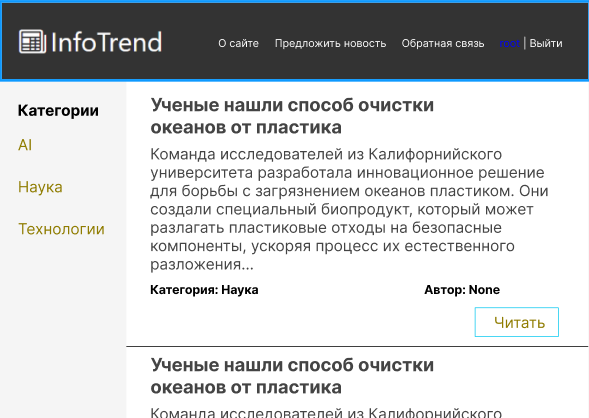 InfoTrend
О сайте Предложить новость Обратная связь root | Выйти
Категории
AI
Наука
Технологии
Ученые нашли способ очистки
океанов от пластика
Команда исследователей из Калифорнийского
университета разработала инновационное решение
для борьбы с загрязнением океанов пластиком. Они
создали специальный биопродукт, который может
разлагать пластиковые отходы на безопасные
компоненты, ускоряя процесс их естественного
разложения...
Категория: Наука Автор: None
Читать
Ученые нашли способ очистки
океанов от пластика
Команда исследователей из Калифорнийского